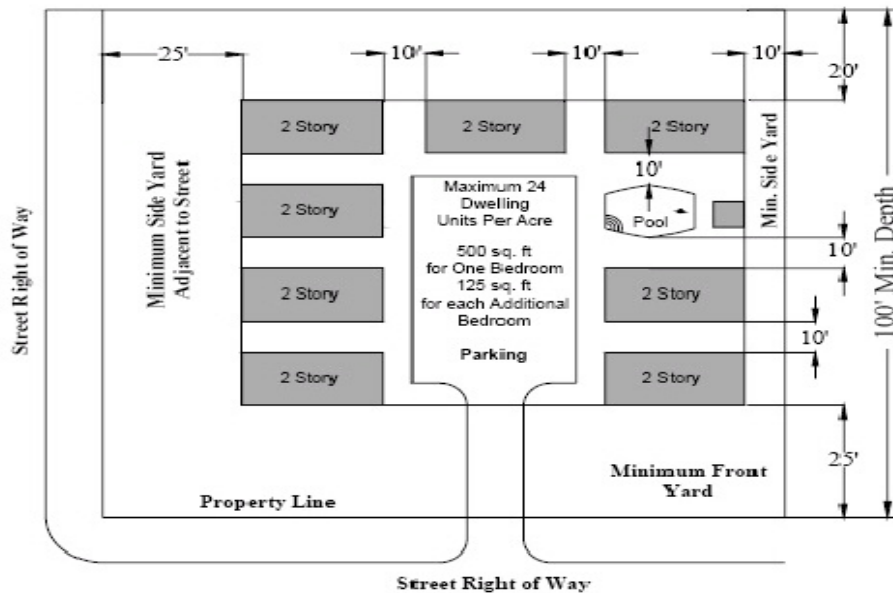 25'
10'
10'
10'
20'
2 Story
2 Story
2 Story
10'
Maximum 24
Dwelling
Units Per Acre
500 sq. ft
for One Bedroom
125 sq. ft
for each Additional
Bedroom
Parkiing
2 Story
Pool
10'
Min. Side Yard
100' Min. Depth
Street Right of Way
Minimum Side Yard
Adjacent to Street
2 Story
2 Story
10'
2 Story
2 Story
25'
Minimum Front
Yard
Property Line
Street Right of Way